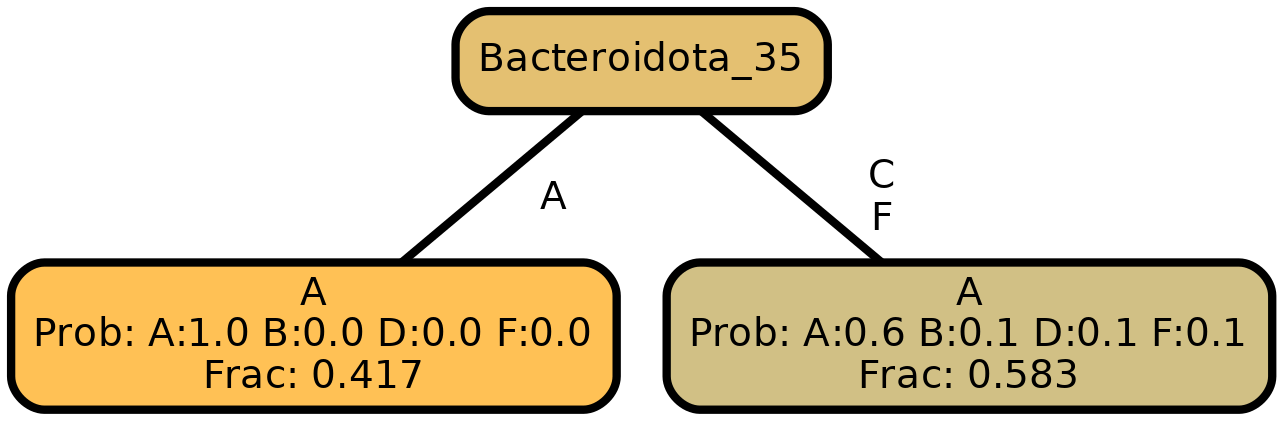 Bacteroidota_35
A
C
F
A
Prob: A:1.0 B:0.0 D:0.0 F:0.0
Frac: 0.417
A
Prob: A:0.6 B:0.1 D:0.1 F:0.1
Frac: 0.583